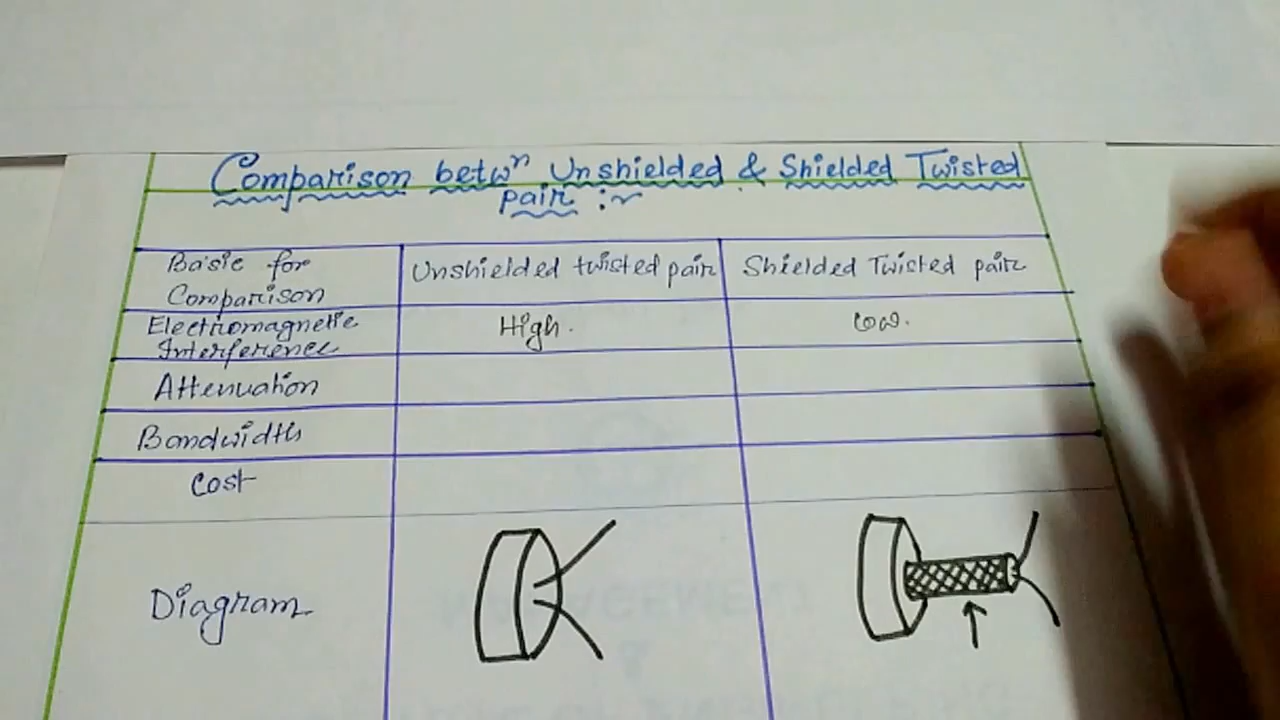 Comparison betwn Unshielded & Shielded Twisted
pair :~
Basic for
Comparison
Unshielded twisted pair
Shielded Twisted pair
Electromagnetic
Interference
High.
Low.
Attenuation
Bandwidth
Cost
Diagram